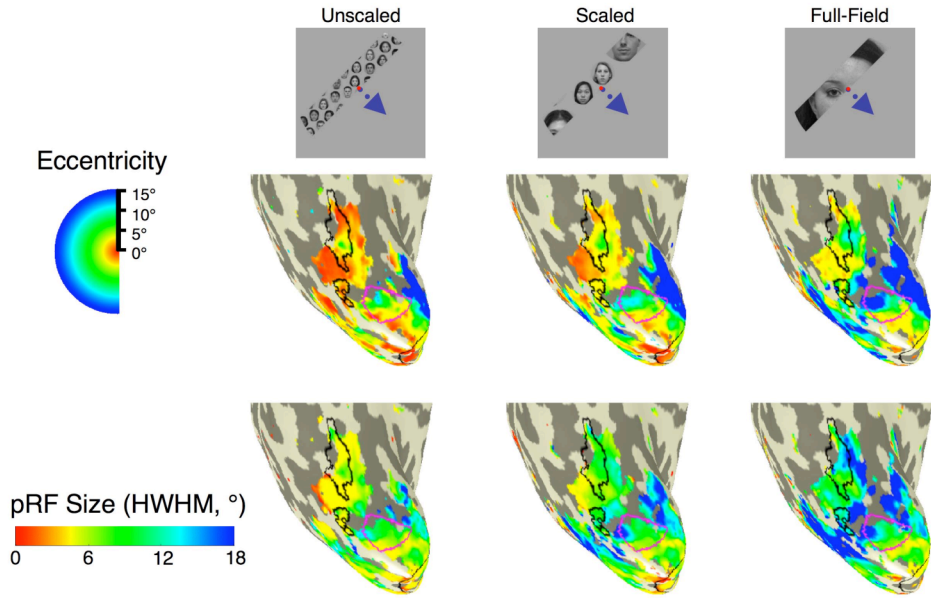 Unscaled
Scaled
Full-Field
Eccentricity
15°
10°
5°
0°
pRF Size (HWHM, °)
0 6 12 18